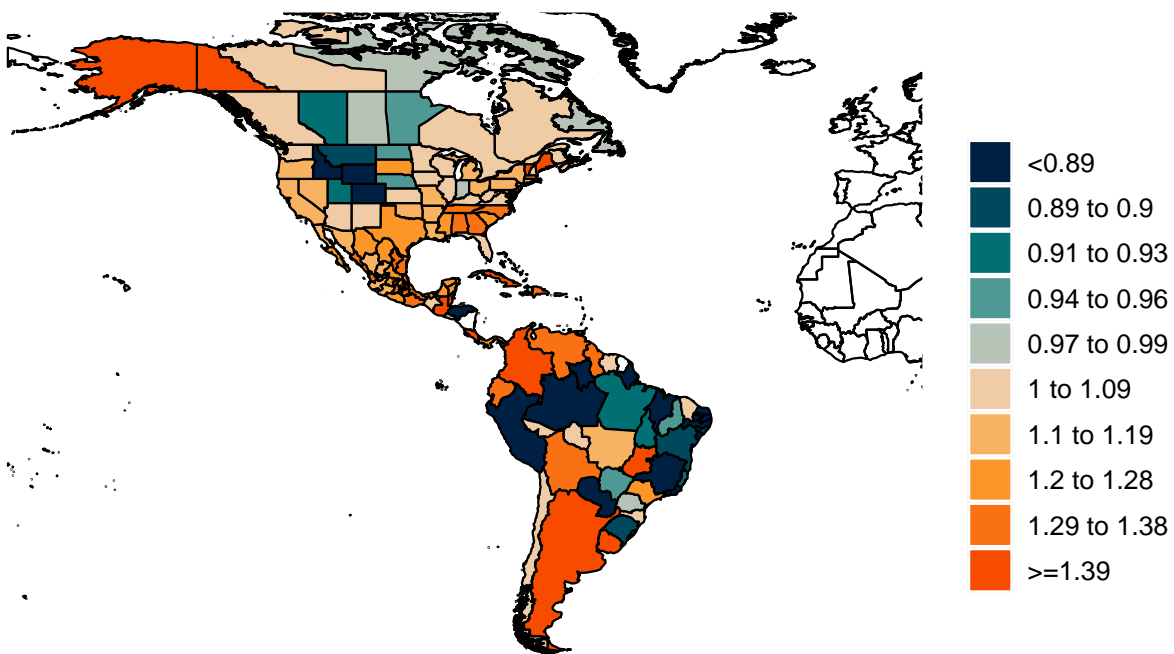 <0.89
0.89 to 0.9
0.91 to 0.93
0.94 to 0.96
0.97 to 0.99
1 to 1.09
1.1 to 1.19
1.2 to 1.28
1.29 to 1.38
>=1.39